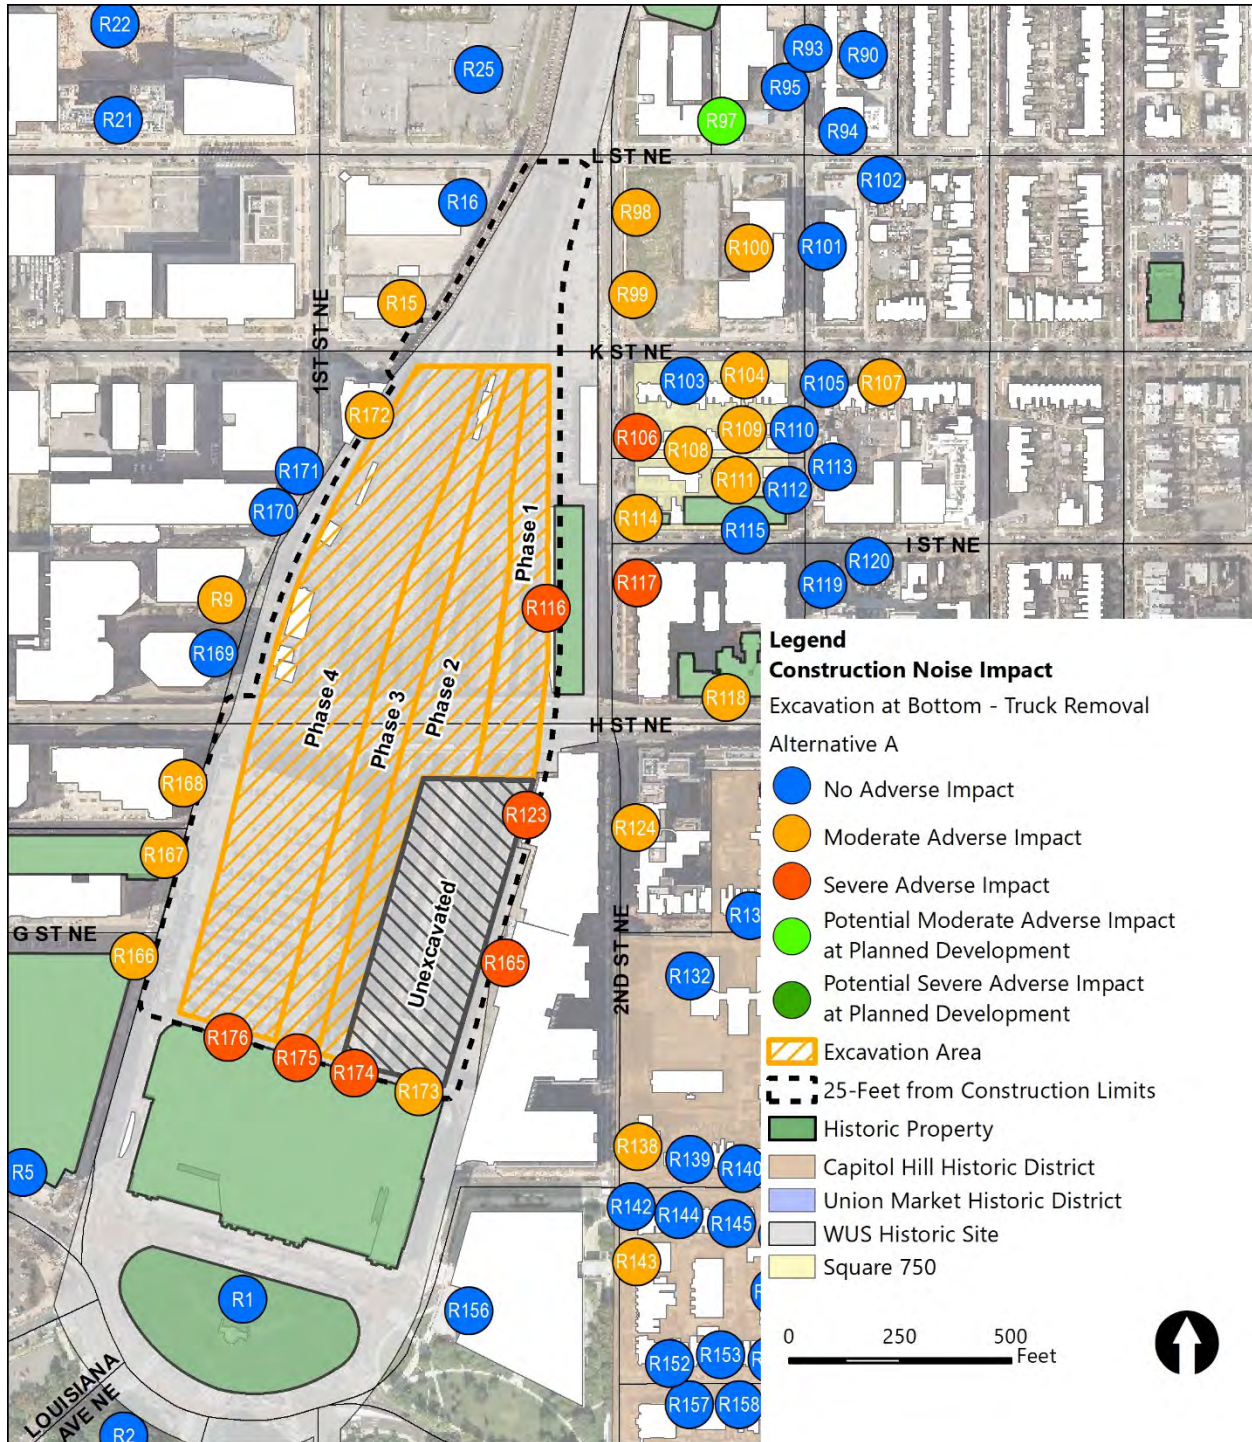 R22
R25
R93
R90
R95
R21
R97
R94
L ST NE
R102
R16
R98
R100
R101
R99
R15
1ST ST NE
K ST NE
R103
R104
R105
R107
R172
R106
R109
R110
R108
R171
R113
R111
R112
R170
R114
R115
Phase 1
I ST NE
R120
R117
R119
R9
R116
R169
Legend
Construction Noise Impact
Excavation at Bottom - Truck Removal
Alternative A
No Adverse Impact
Moderate Adverse Impact
Severe Adverse Impact
Potential Moderate Adverse Impact
at Planned Development
Potential Severe Adverse Impact
at Planned Development
Excavation Area
25-Feet from Construction Limits
Historic Property
Capitol Hill Historic District
Union Market Historic District
WUS Historic Site
Square 750
0 250 500
Feet
R118
Phase 2
Phase 3
Phase 4
H ST NE
R168
R123
R124
R167
Unexcavated
R13
G ST NE
2ND ST NE
R166
R165
R132
R176
R175
R174
R173
R138
R139
R140
R5
R142
R144
R145
R143
R1
R156
R152
R153
R157
R158
LOUISIANA
AVE NE
R2